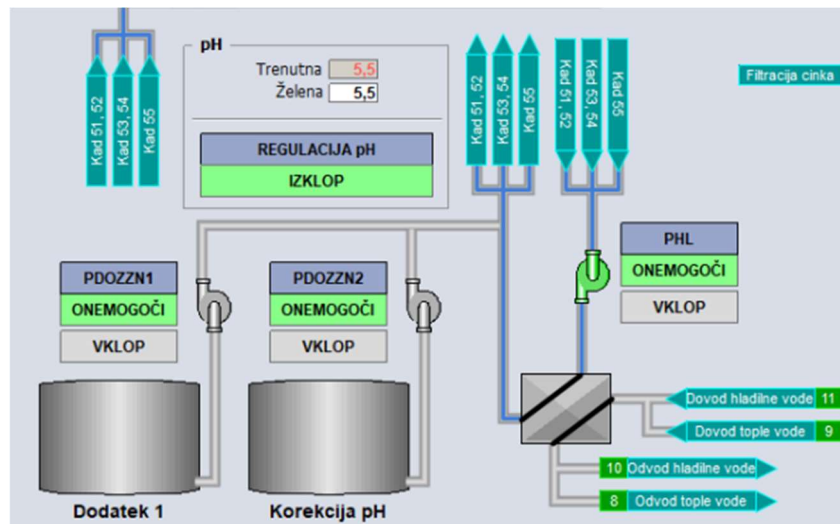 Kad 51, 52
Kad 53, 54
Kad 55
pH
Trenutna 5,5
Želena 5,5
REGULACIJA pH
IZKLOP
Kad 51, 52
Kad 53, 54
Kad 55
Kad 51, 52
Kad 53, 54
Kad 55
Filtracija cinka
PDOZZN1
ONEMOGOČI
VKLOP
PDOZZN2
ONEMOGOČI
VKLOP
PHL
ONEMOGOČI
VKLOP
Dovod hladilne vode 11
Dovod tople vode 9
10 Odvod hladilne vode
8 Odvod tople vode
Dodatek 1
Korekcija pH